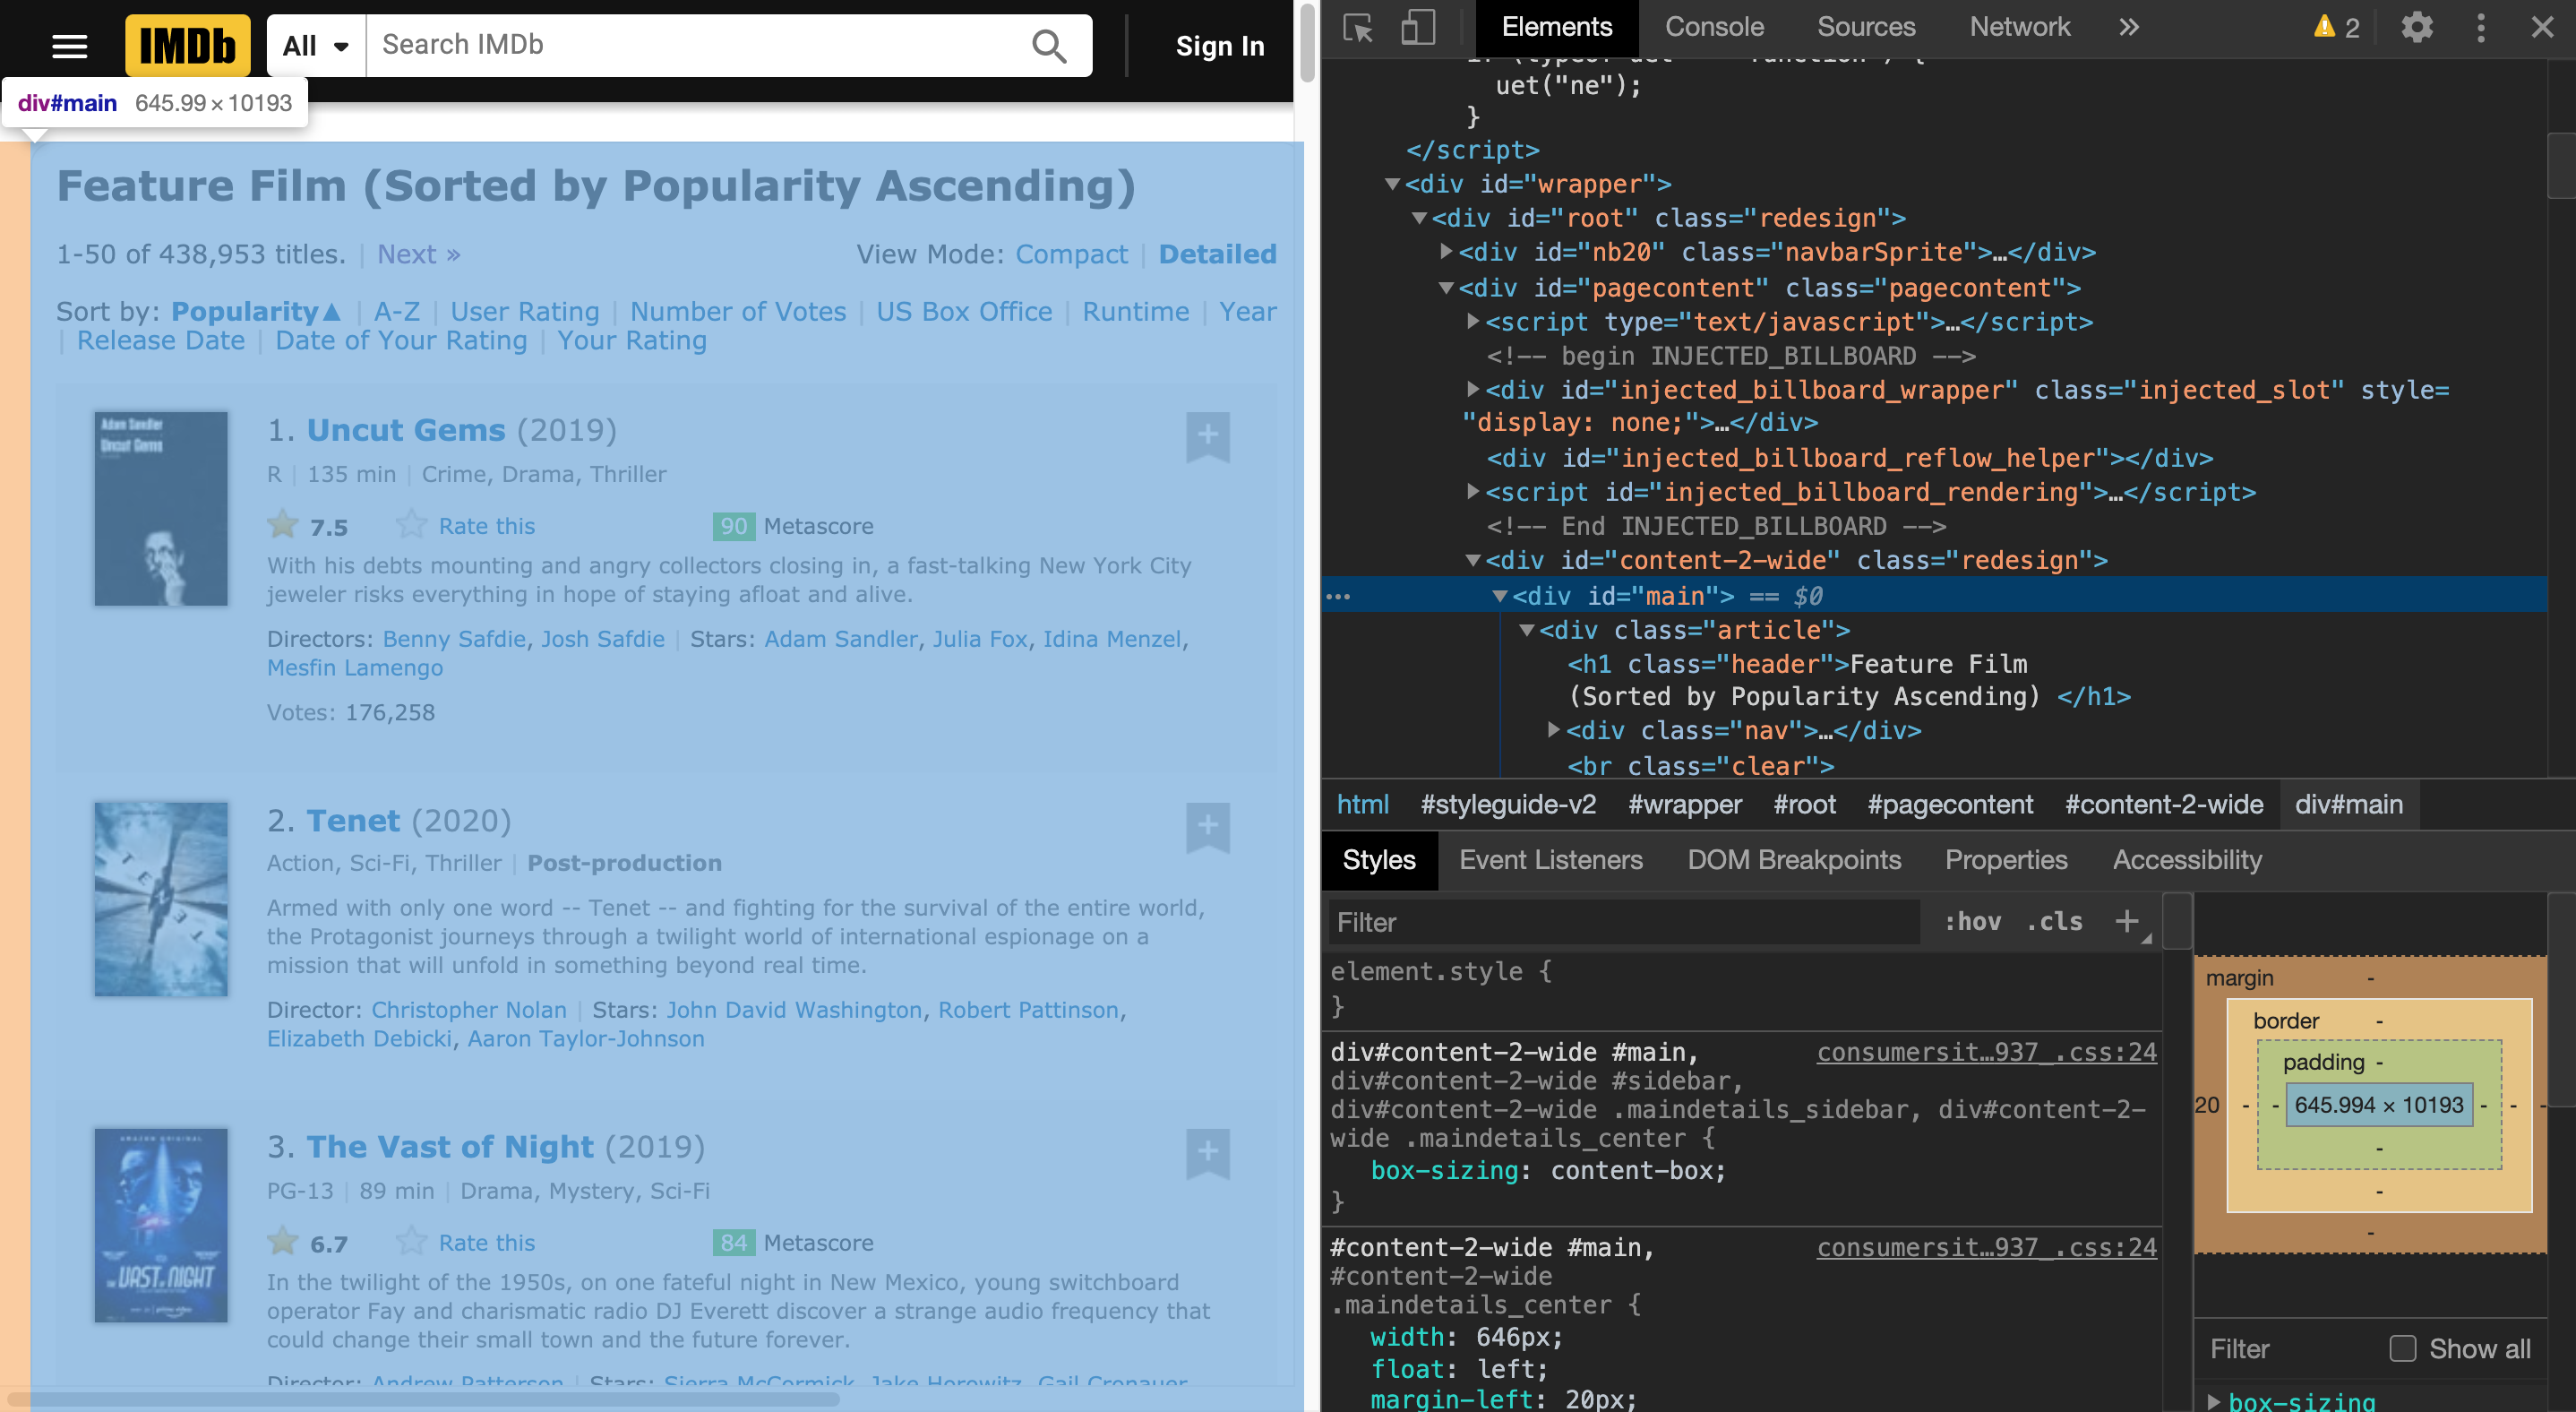 IMDb
All
Search IMDb
Sign In
div#main 645.99 × 10193
Feature Film (Sorted by Popularity Ascending)
1-50 of 438,953 titles. | Next »
View Mode: Compact | Detailed
Sort by: Popularity▲ | A-Z | User Rating | Number of Votes | US Box Office | Runtime | Year
| Release Date | Date of Your Rating | Your Rating
Adam Sandler
Uncut Gems
1. Uncut Gems (2019)
R | 135 min | Crime, Drama, Thriller
7.5 Rate this 90 Metascore
With his debts mounting and angry collectors closing in, a fast-talking New York City
jeweler risks everything in hope of staying afloat and alive.
Directors: Benny Safdie, Josh Safdie | Stars: Adam Sandler, Julia Fox, Idina Menzel,
Mesfin Lamengo
Votes: 176,258
2. Tenet (2020)
Action, Sci-Fi, Thriller | Post-production
Armed with only one word -- Tenet -- and fighting for the survival of the entire world,
the Protagonist journeys through a twilight world of international espionage on a
mission that will unfold in something beyond real time.
Director: Christopher Nolan | Stars: John David Washington, Robert Pattinson,
Elizabeth Debicki, Aaron Taylor-Johnson
AMAZON ORIGINAL
THE VAST OF NIGHT
3. The Vast of Night (2019)
PG-13 | 89 min | Drama, Mystery, Sci-Fi
6.7 Rate this 84 Metascore
In the twilight of the 1950s, on one fateful night in New Mexico, young switchboard
operator Fay and charismatic radio DJ Everett discover a strange audio frequency that
could change their small town and the future forever.
Director: Andrew Patterson | Stars: Sierra McCormick, Jake Horowitz, Gail Cronauer,
Elements
Console
Sources
Network
»
2
uet("ne");
}
</script>
<div id="wrapper">
<div id="root" class="redesign">
<div id="nb20" class="navbarSprite">…</div>
<div id="pagecontent" class="pagecontent">
<script type="text/javascript">…</script>
<!-- begin INJECTED_BILLBOARD -->
<div id="injected_billboard_wrapper" class="injected_slot" style=
"display: none;">…</div>
<div id="injected_billboard_reflow_helper"></div>
<script id="injected_billboard_rendering">…</script>
<!-- End INJECTED_BILLBOARD -->
<div id="content-2-wide" class="redesign">
… <div id="main"> == $0
<div class="article">
<h1 class="header">Feature Film
(Sorted by Popularity Ascending) </h1>
<div class="nav">…</div>
<br class="clear">
html #styleguide-v2 #wrapper #root #pagecontent #content-2-wide div#main
Styles Event Listeners DOM Breakpoints Properties Accessibility
Filter :hov .cls +
element.style {
}
div#content-2-wide #main, consumersit…937_.css:24
div#content-2-wide #sidebar,
div#content-2-wide .maindetails_sidebar, div#content-2-
wide .maindetails_center {
box-sizing: content-box;
}
#content-2-wide #main, consumersit…937_.css:24
#content-2-wide
.maindetails_center {
width: 646px;
float: left;
margin-left: 20px;
margin -
border -
padding -
20 - - 645.994 × 10193 - - -
-
-
-
Filter Show all
box-sizing